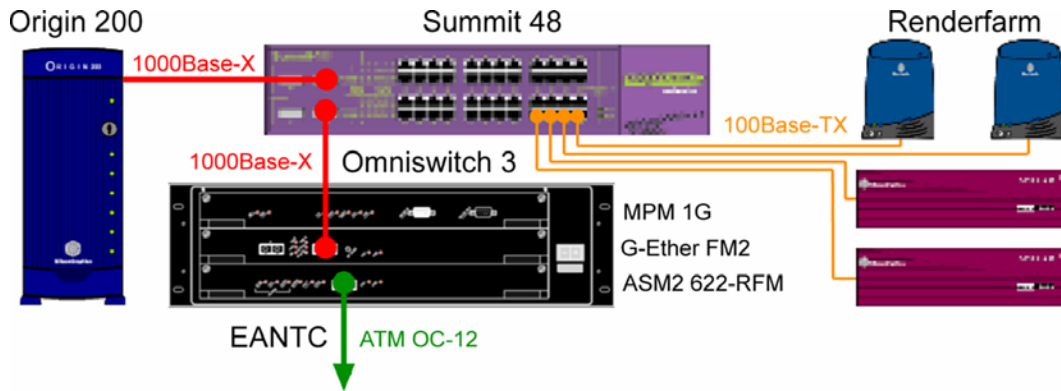 Origin 200
Summit 48
Renderfarm
1000Base-X
ORIGIN 200
100Base-TX
1000Base-X
Omniswitch 3
MPM 1G
G-Ether FM2
ASM2 622-RFM
EANTC
ATM OC-12